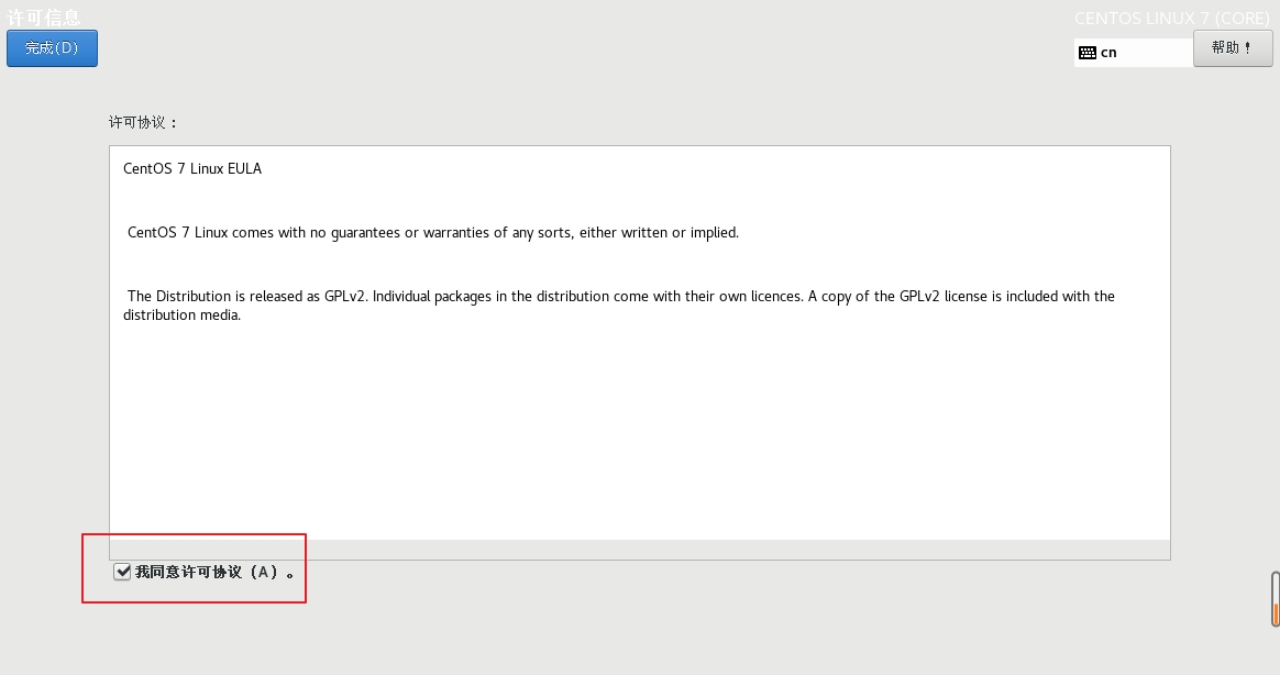 许可信息
CENTOS LINUX 7 (CORE)
完成(D)
cn
帮助！
许可协议：
CentOS 7 Linux EULA
CentOS 7 Linux comes with no guarantees or warranties of any sorts, either written or implied.
The Distribution is released as GPLv2. Individual packages in the distribution come with their own licences. A copy of the GPLv2 license is included with the
distribution media.
我同意许可协议（A）。